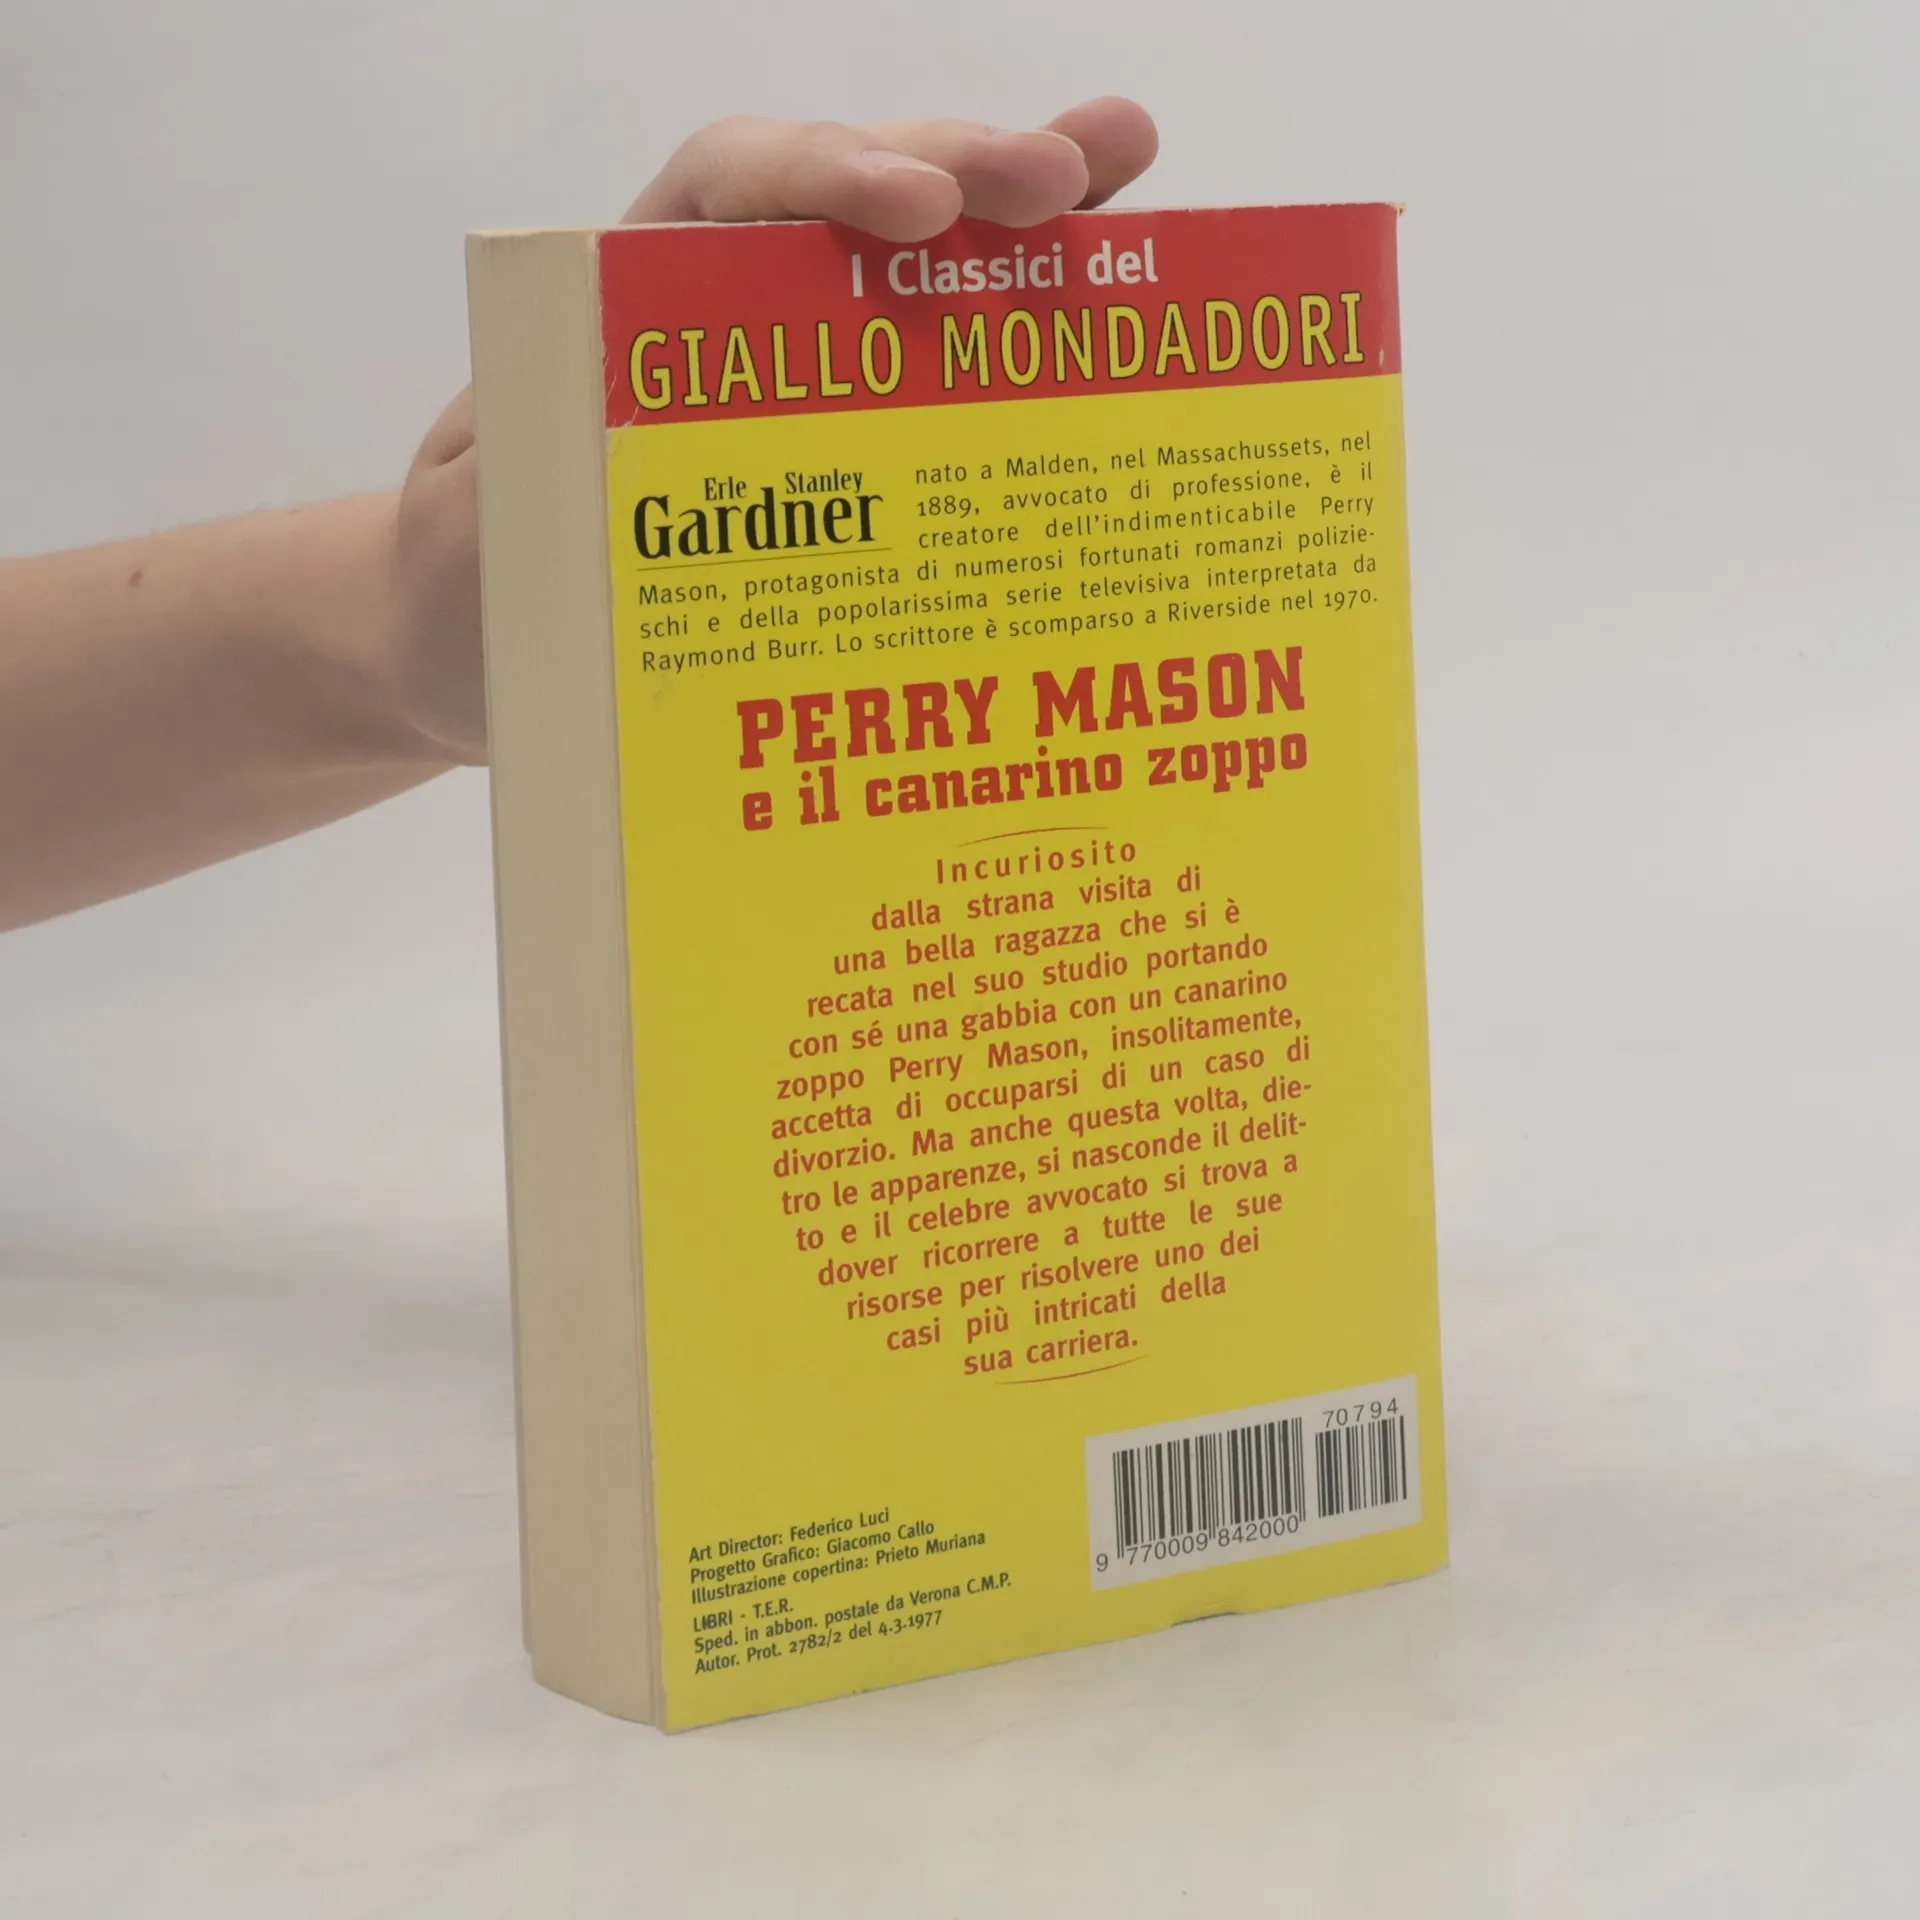 I Classici del
GIALLO MONDADORI
Erle Stanley
Gardner
nato a Malden, nel Massachussets, nel
1889, avvocato di professione, è il
creatore dell'indimenticabile Perry
Mason, protagonista di numerosi fortunati romanzi polizie-
schi e della popolarissima serie televisiva interpretata da
Raymond Burr. Lo scrittore è scomparso a Riverside nel 1970.
PERRY MASON
e il canarino zoppo
Incuriosito
dalla strana visita di
una bella ragazza che si è
recata nel suo studio portando
con sé una gabbia con un canarino
zoppo Perry Mason, insolitamente,
accetta di occuparsi di un caso di
divorzio. Ma anche questa volta, die-
tro le apparenze, si nasconde il delit-
to e il celebre avvocato si trova a
dover ricorrere a tutte le sue
risorse per risolvere uno dei
casi più intricati della
sua carriera.
Art Director: Federico Luci
Progetto Grafico: Giacomo Callo
Illustrazione copertina: Prieto Muriana
LIBRI - T.E.R.
Sped. in abbon. postale da Verona C.M.P.
Autor. Prot. 2782/2 del 4.3.1977
70794
9 770009 842000